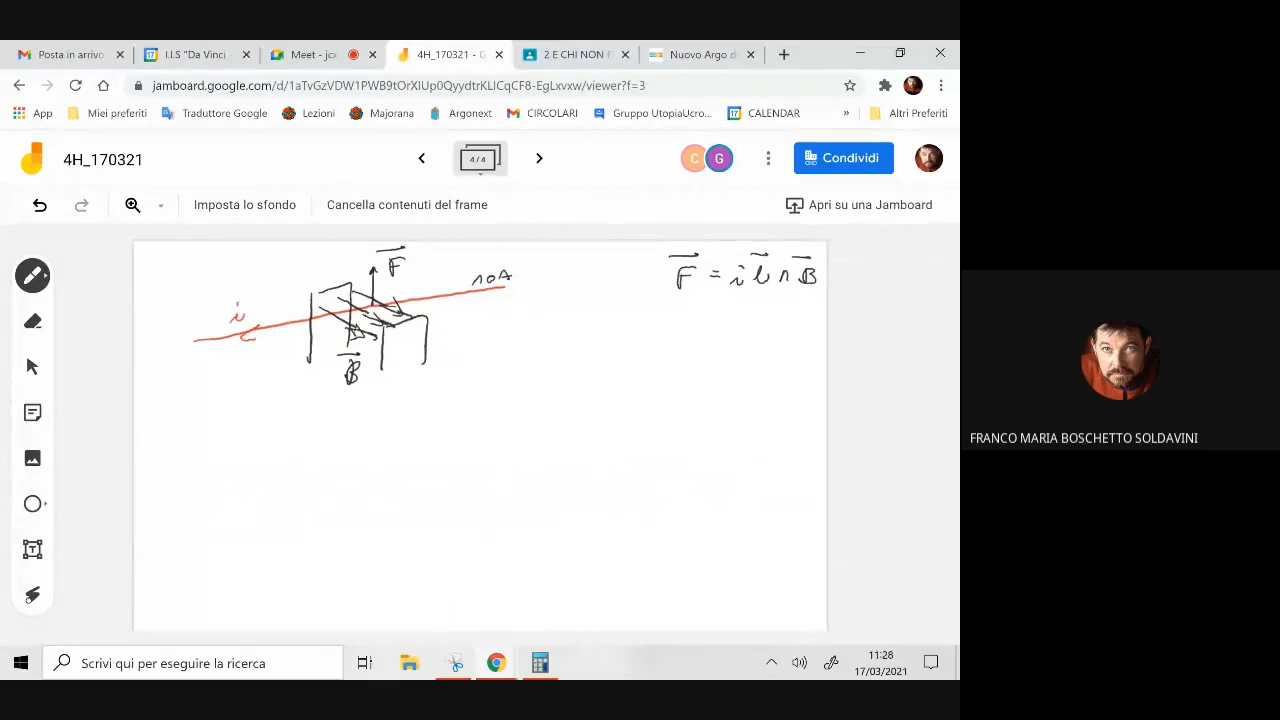 Posta in arrivo
I.I.S "Da Vinci -
Meet - jcx
4H_170321 - G
2 E CHI NON F
Nuovo Argo d
jamboard.google.com/d/1aTvGzVDW1PWB9tOrXIUp0QyydtrKLICqCF8-EgLxvxw/viewer?f=3
App
Miei preferiti
Traduttore Google
Lezioni
Majorana
Argonext
CIRCOLARI
Gruppo UtopiaUcro...
CALENDAR
»
Altri Preferiti
4H_170321
4 / 4
C
G
Condividi
Imposta lo sfondo
Cancella contenuti del frame
Apri su una Jamboard
F
10A
i
B
F = i l ∧ B
FRANCO MARIA BOSCHETTO SOLDAVINI
Scrivi qui per eseguire la ricerca
11:28
17/03/2021